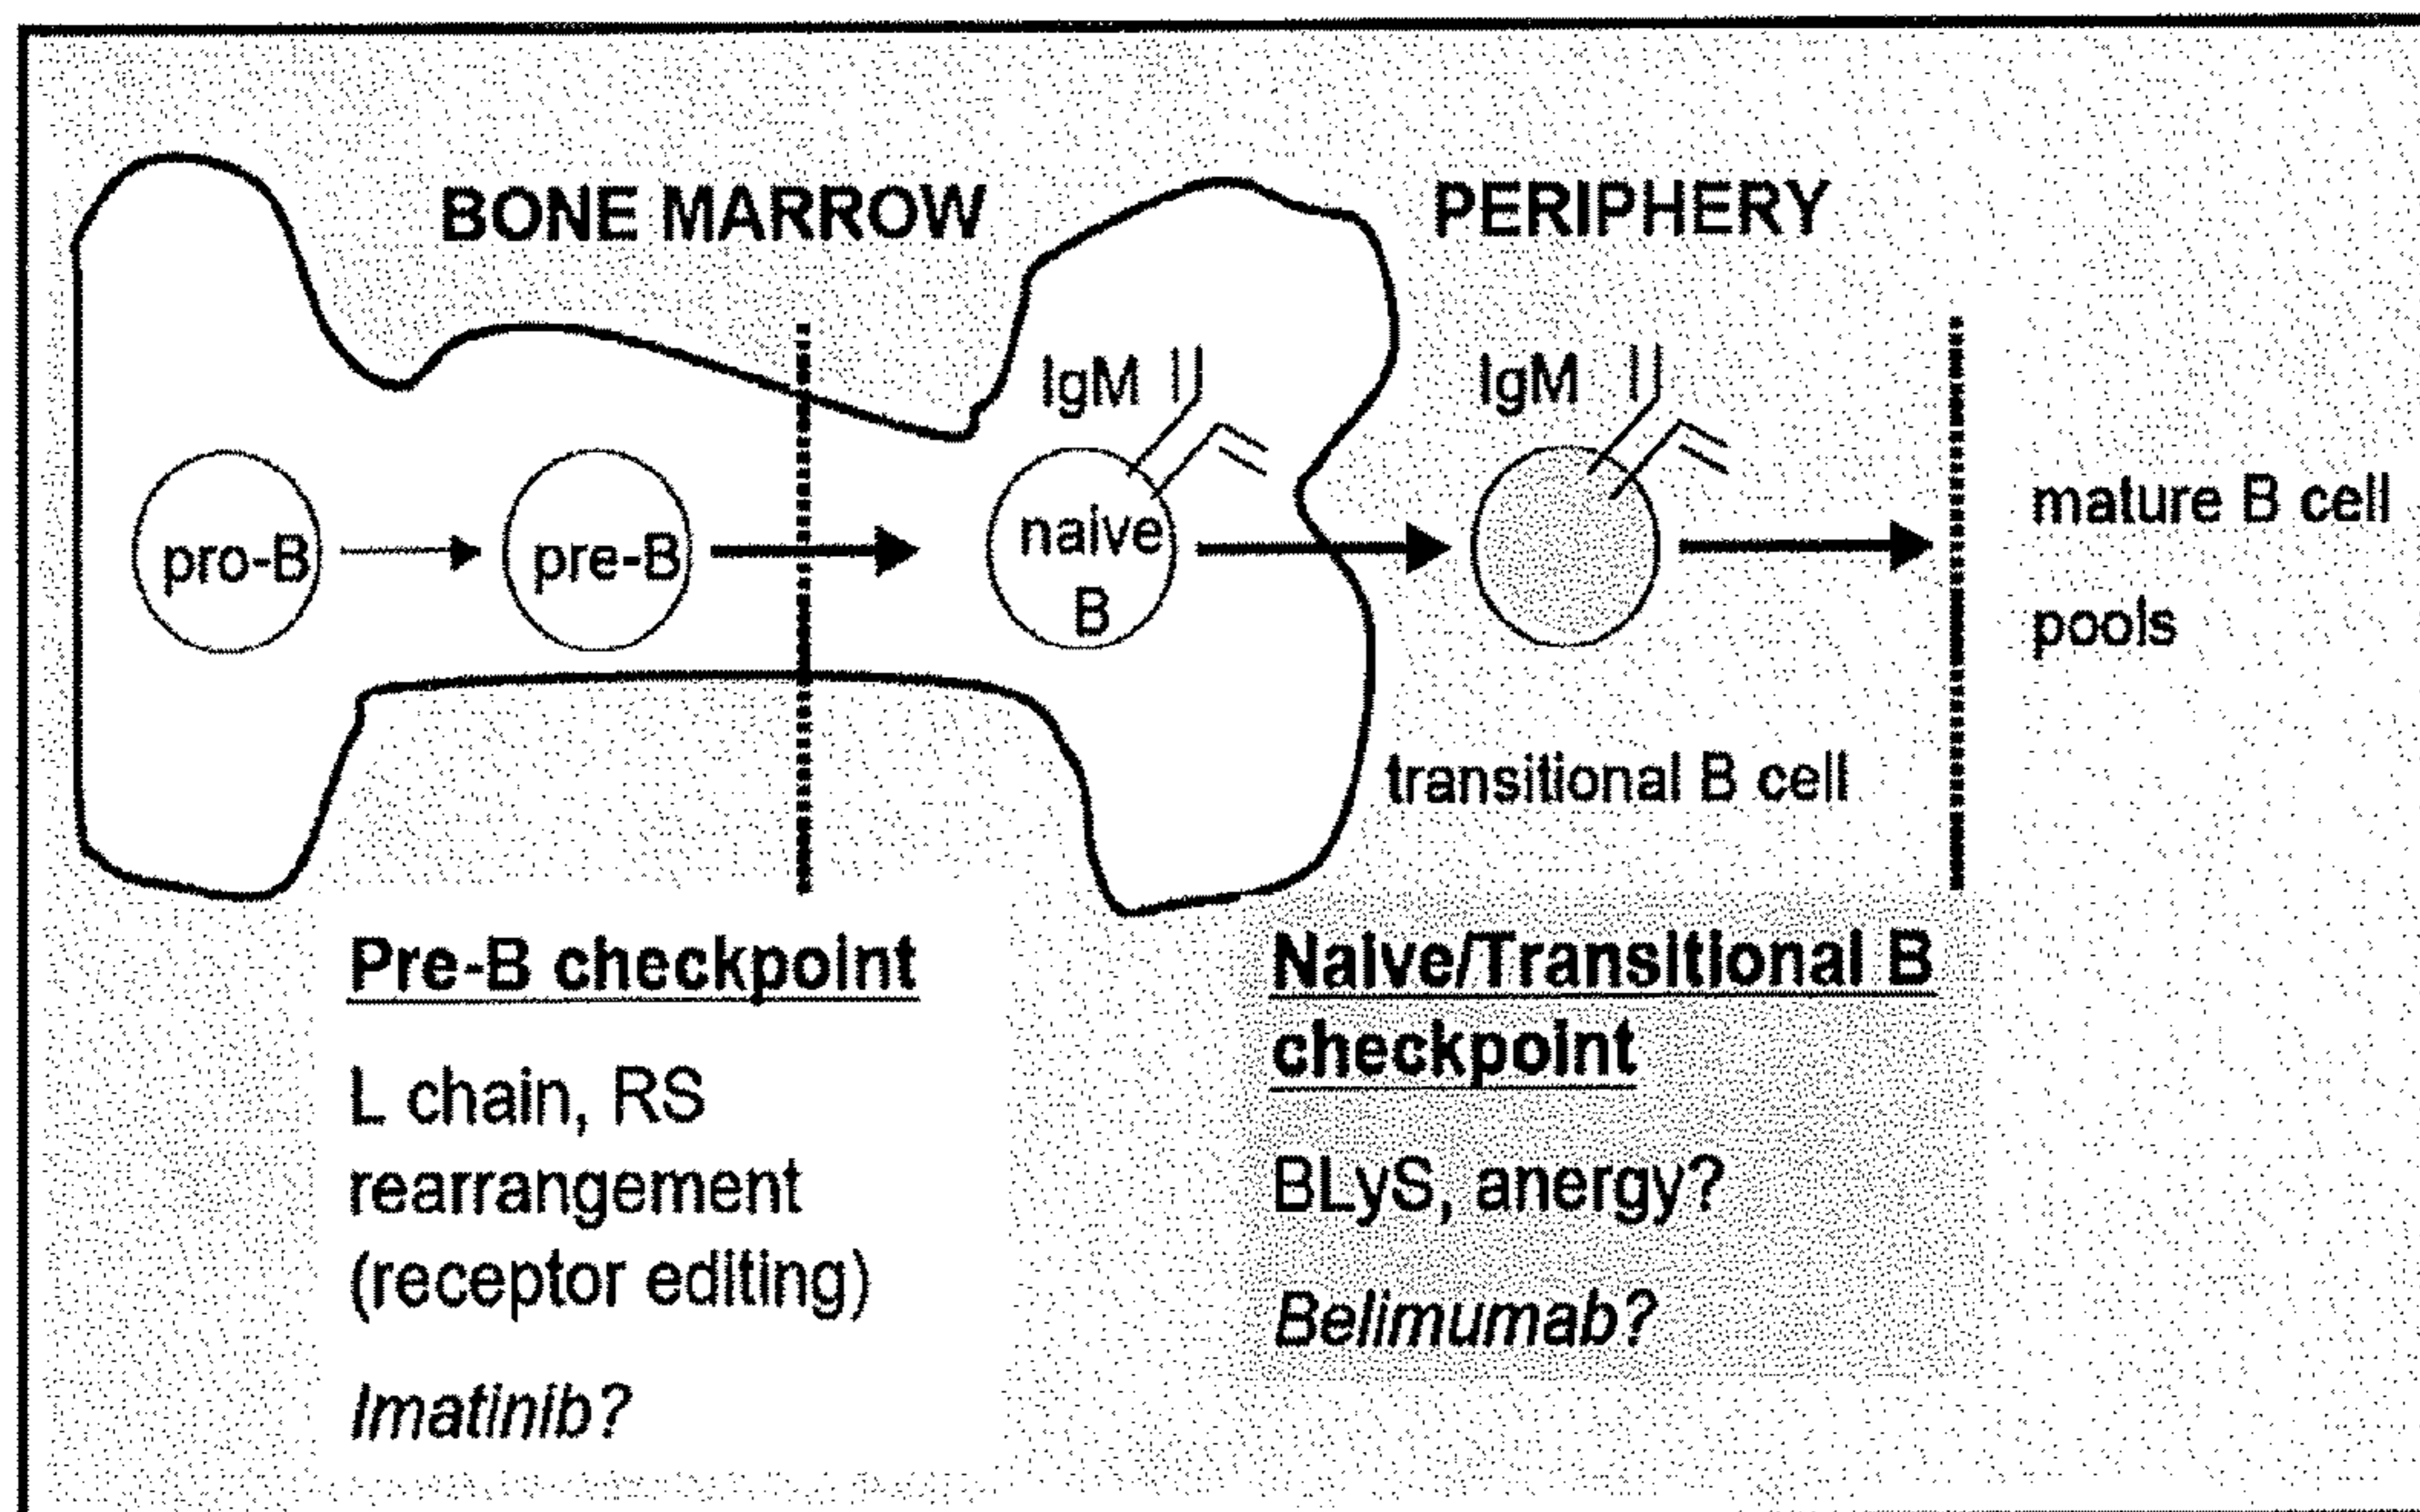 BONE MARROW
PERIPHERY
IgM
IgM
pro-B
pre-B
naive
B
mature B cell
pools
transitional B cell
Pre-B checkpoint
L chain, RS
rearrangement
(receptor editing)
Imatinib?
Naive/Transitional B
checkpoint
BLyS, anergy?
Belimumab?